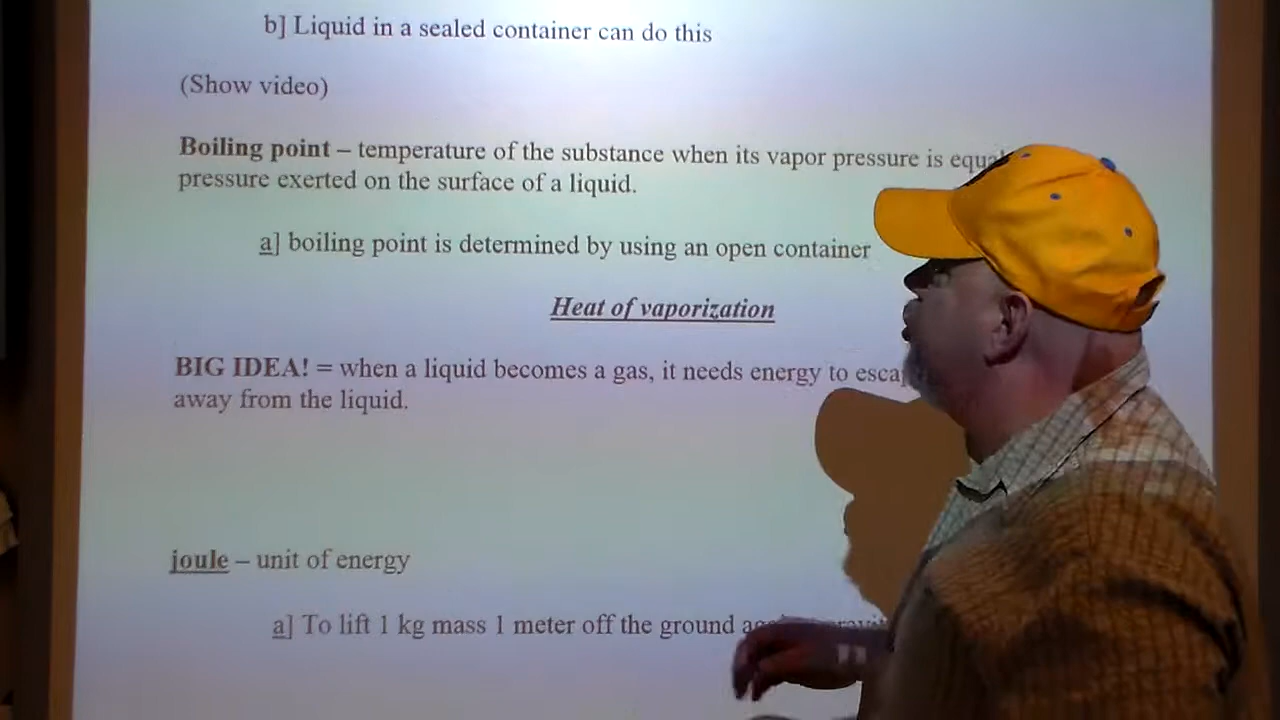 b] Liquid in a sealed container can do this
(Show video)
Boiling point – temperature of the substance when its vapor pressure is
pressure exerted on the surface of a liquid.
a] boiling point is determined by using an open container
Heat of vaporization
BIG IDEA! = when a liquid becomes a gas, it needs energy to
away from the liquid.
joule – unit of energy
a] To lift 1 kg mass 1 meter off the ground